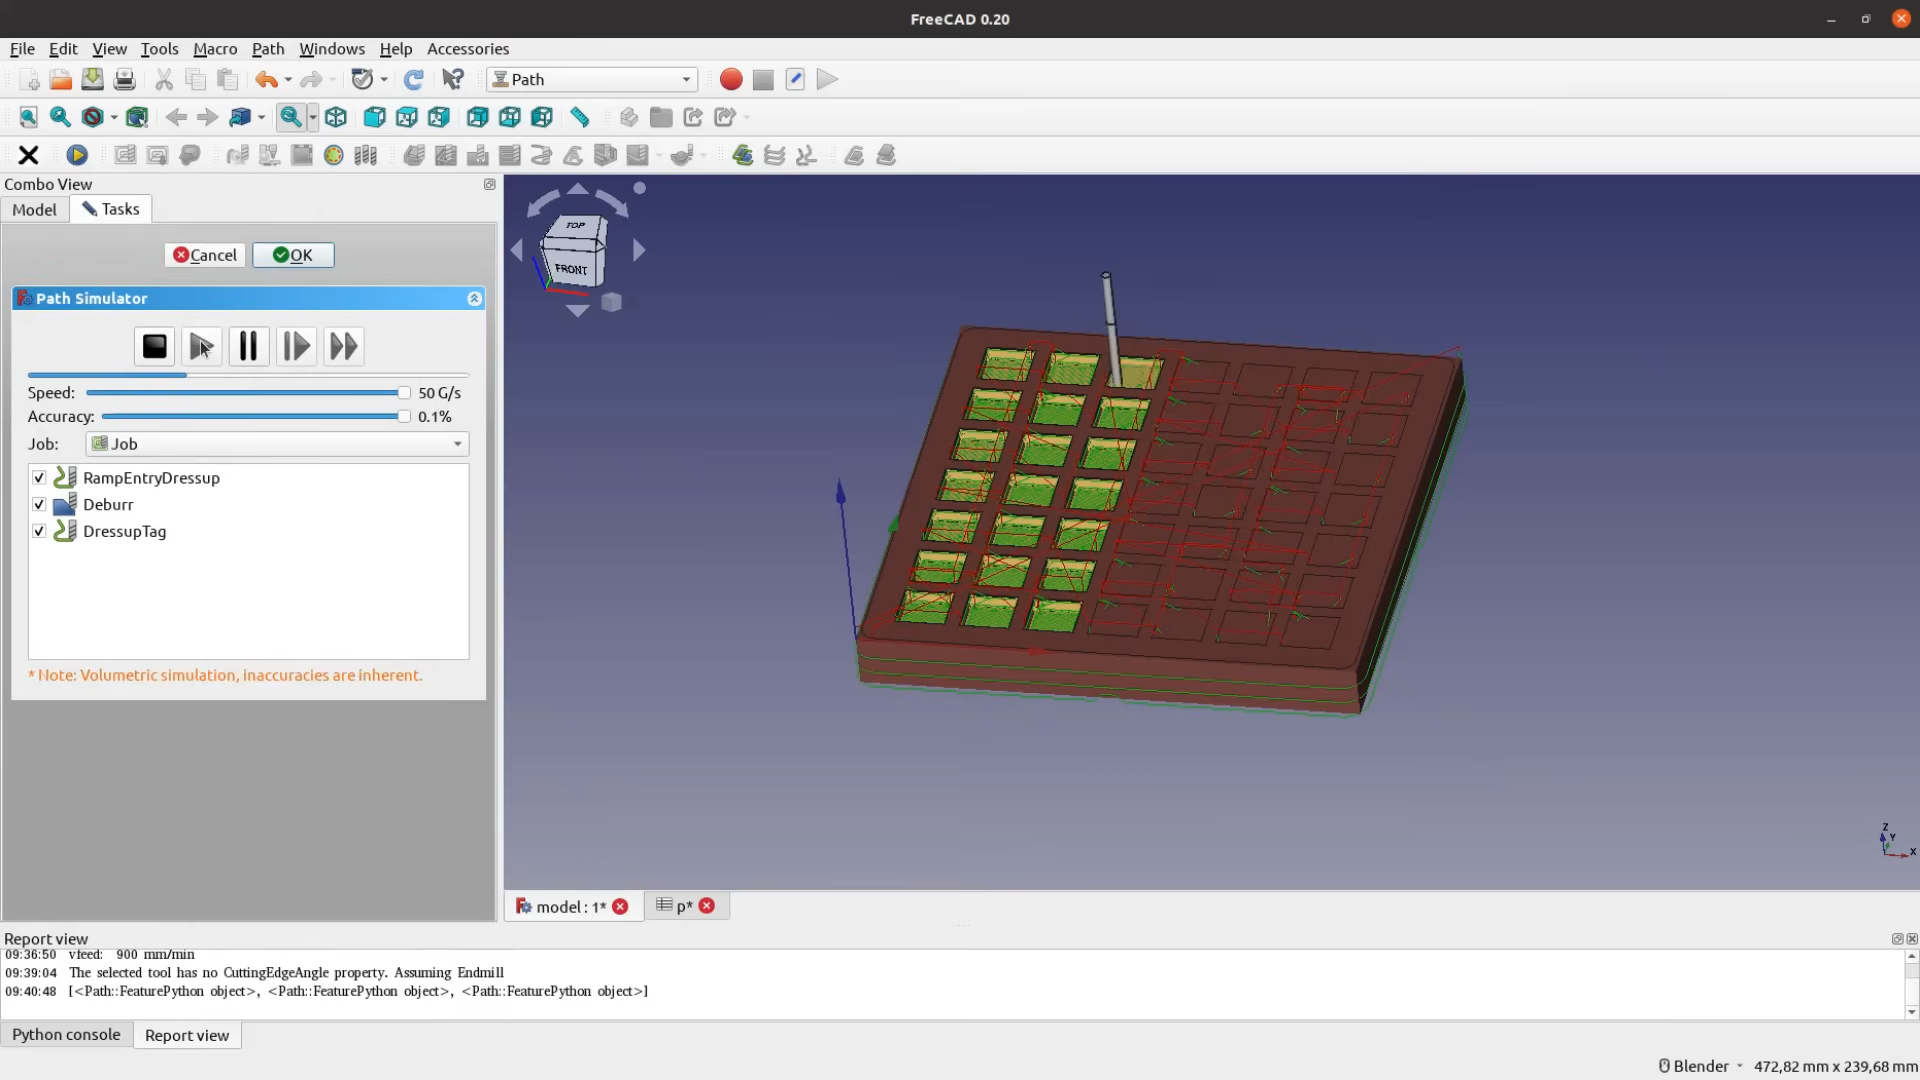 FreeCAD 0.20
File Edit View Tools Macro Path Windows Help Accessories
Path
Combo View
Model Tasks
Cancel OK
Path Simulator
Speed: 50 G/s
Accuracy: 0.1%
Job: Job
RampEntryDressup
Deburr
DressupTag
* Note: Volumetric simulation, inaccuracies are inherent.
TOP
FRONT
Z
Y
X
model : 1* p*
Report view
09:36:50 vfeed: 900 mm/min
09:39:04 The selected tool has no CuttingEdgeAngle property. Assuming Endmill
09:40:48 [<Path::FeaturePython object>, <Path::FeaturePython object>, <Path::FeaturePython object>]
Python console Report view
Blender 472,82 mm x 239,68 mm